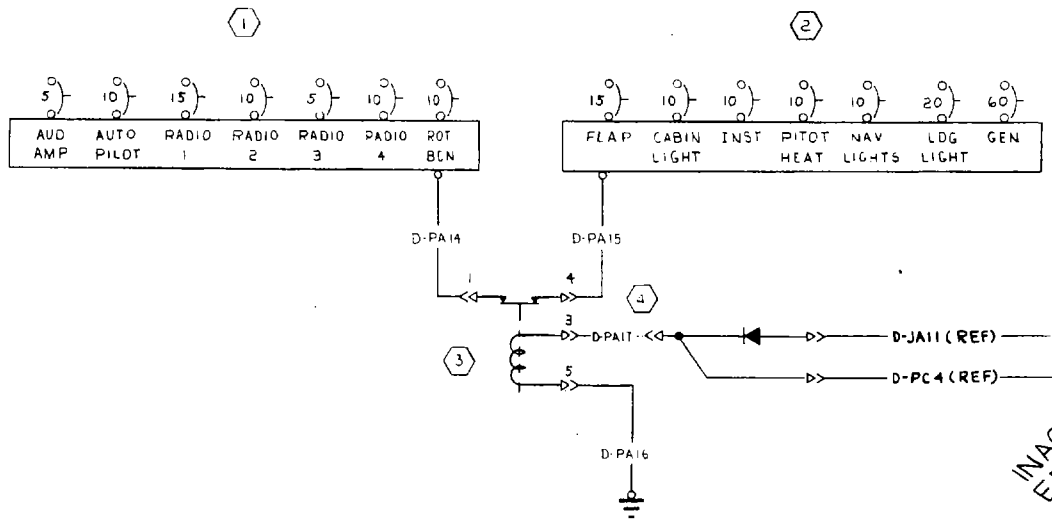 1
2
5 10 15 10 5 10 10
15 10 10 10 10 20 60
AUD AMP
AUTO PILOT
RADIO 1
RADIO 2
RADIO 3
RADIO 4
ROT BCN
FLAP
CABIN LIGHT
INST
PITOT HEAT
NAV LIGHTS
LDG LIGHT
GEN
D-PA14
D-PA15
1
4
3
D-PA17
D-JA11 (REF)
3
5
D-PC4 (REF)
D-PA16